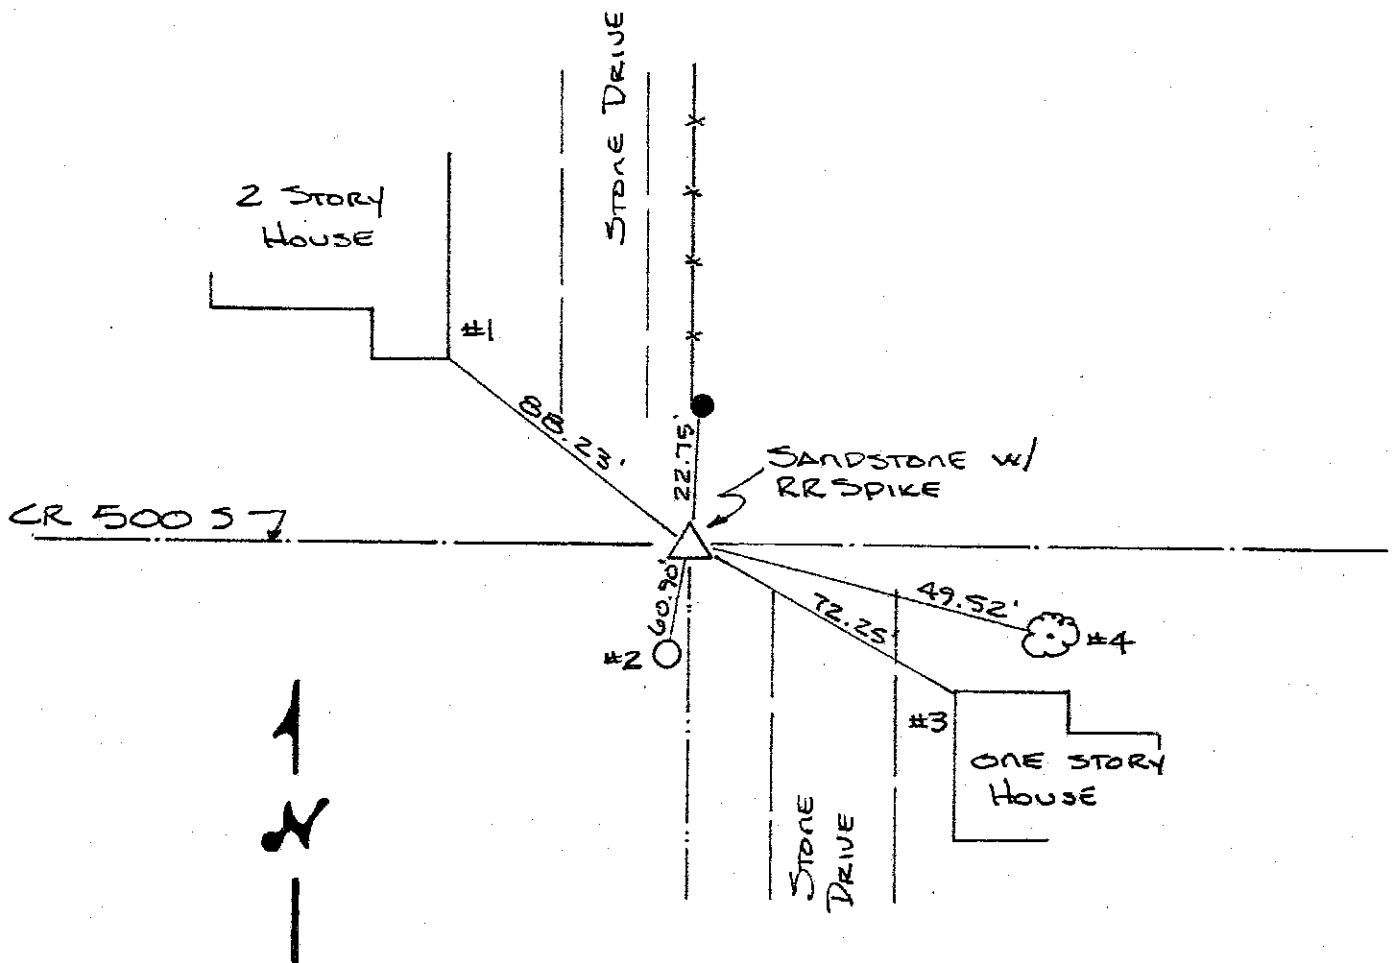 STONE DRIVE
2 STORY
HOUSE
#1
88.23'
22.75'
SANDSTONE W/
RR SPIKE
CR 500 S
60.90'
49.52'
72.25'
#2
#4
#3
ONE STORY
HOUSE
STONE
DRIVE
N